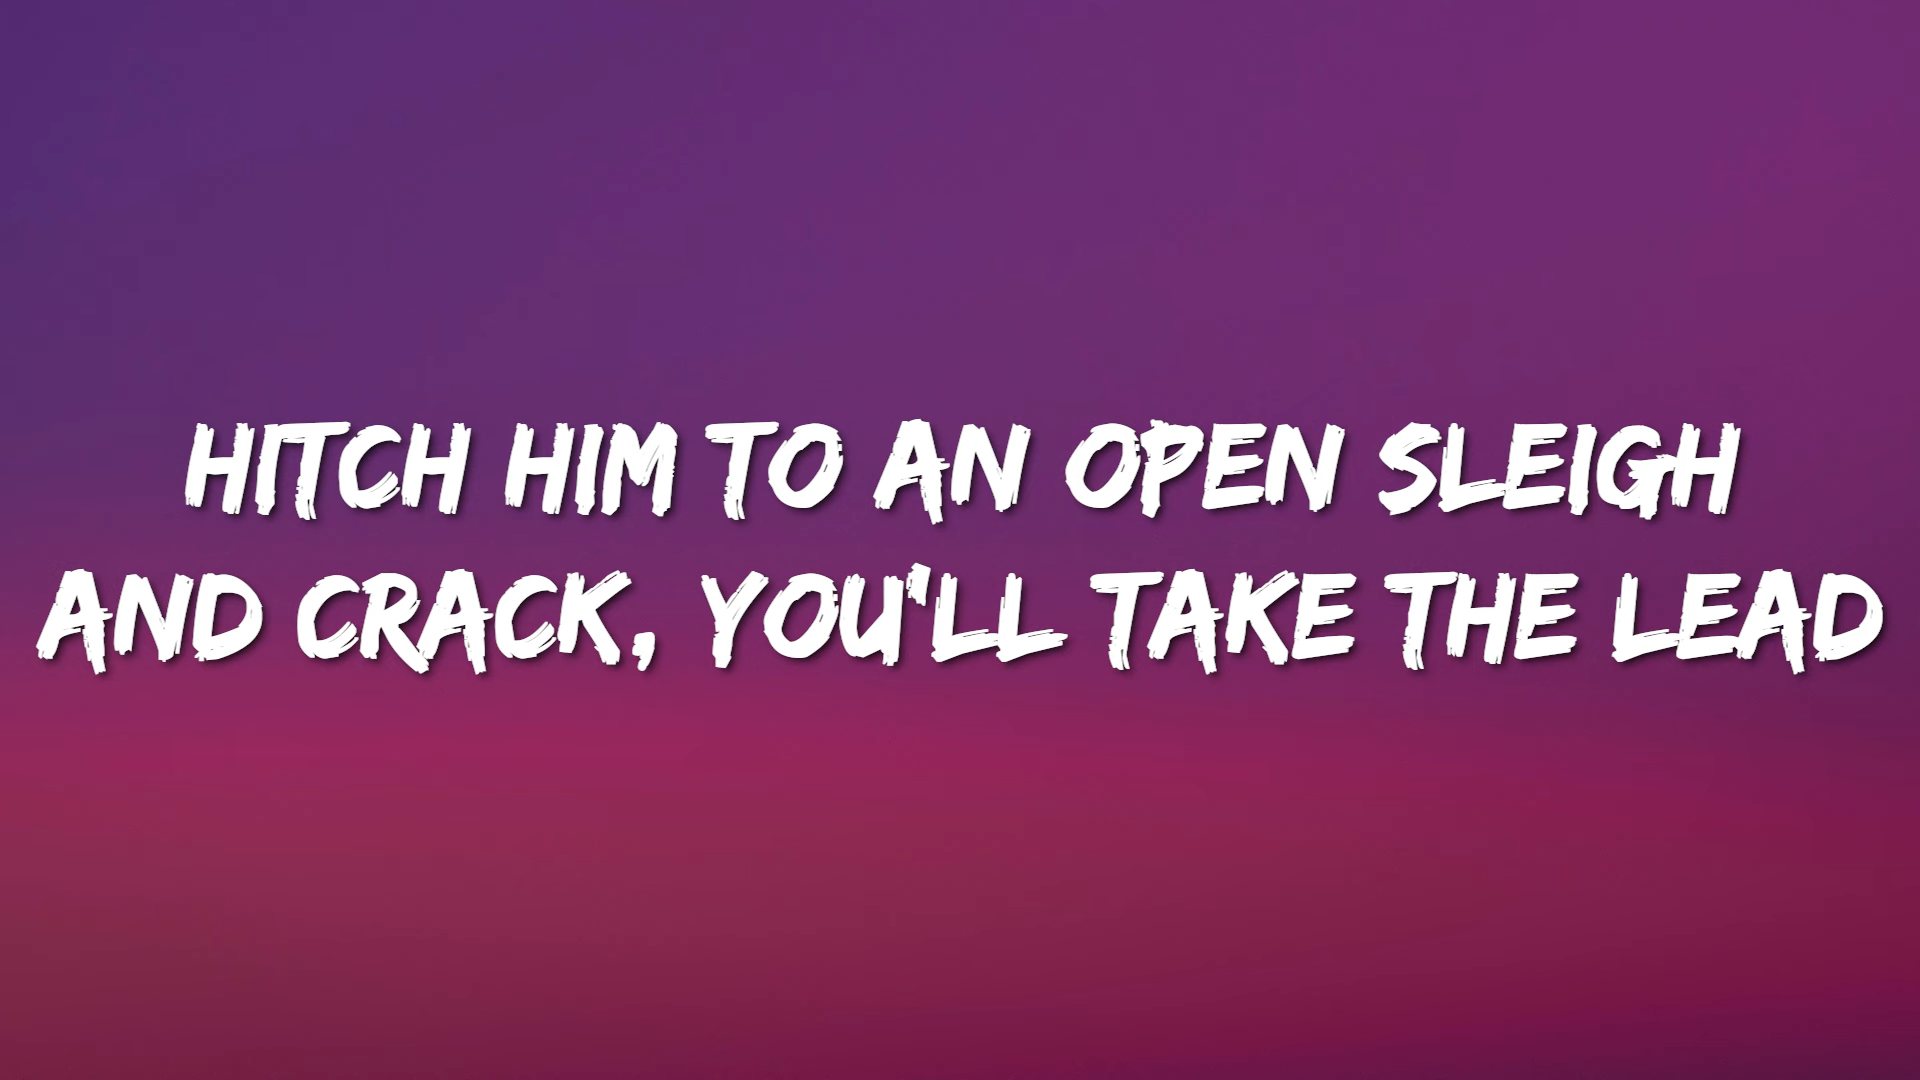 HITCH HIM TO AN OPEN SLEIGH
AND CRACK, YOU'LL TAKE THE LEAD